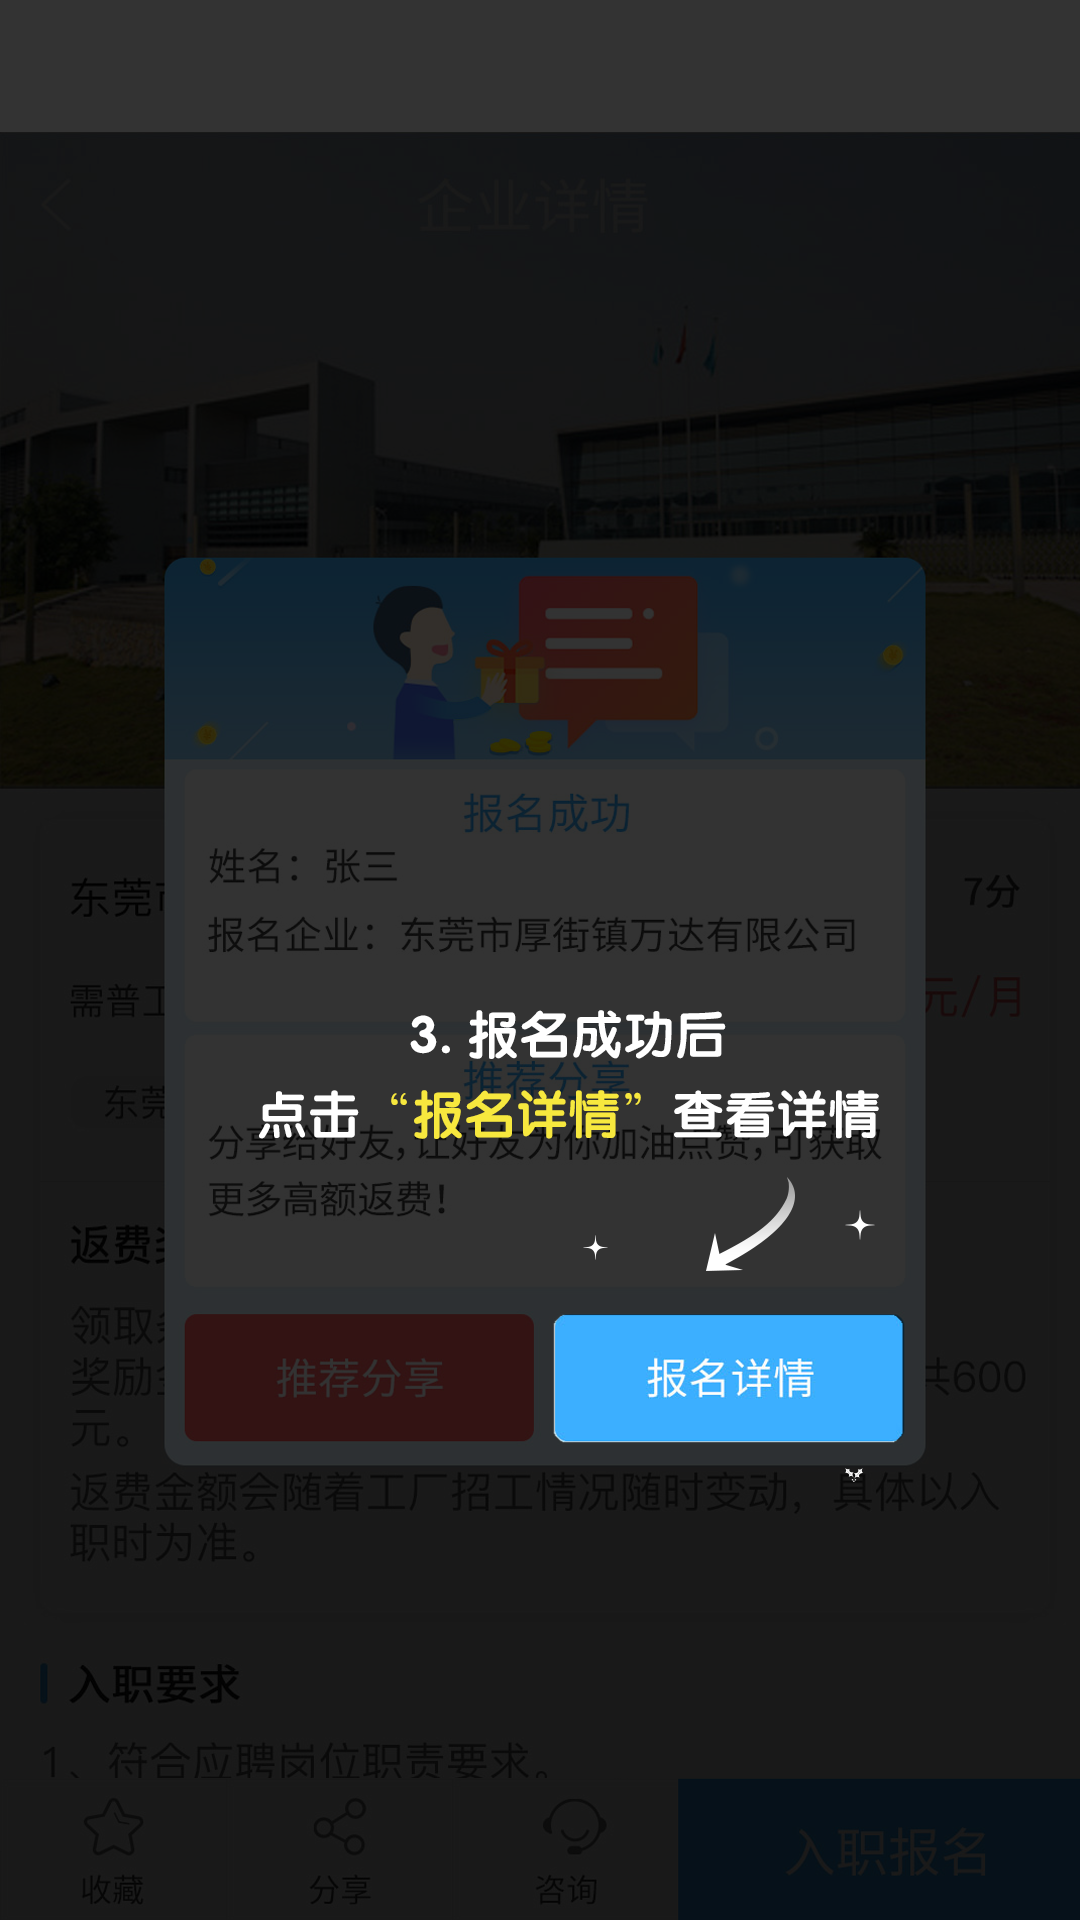 企业详情
报名成功
姓名：张三
东莞市
7分
报名企业：东莞市厚街镇万达有限公司
需普工
元/月
3. 报名成功后
推荐分享
东莞
点击“报名详情”查看详情
分享给好友，让好友为你加油点赞，可获取
更多高额返费！
返费
领取
推荐分享
报名详情
奖励金
共600
元。
返费金额会随着工厂招工情况随时变动，具体以入
职时为准。
入职要求
1、符合应聘岗位职责要求。
收藏
分享
咨询
入职报名